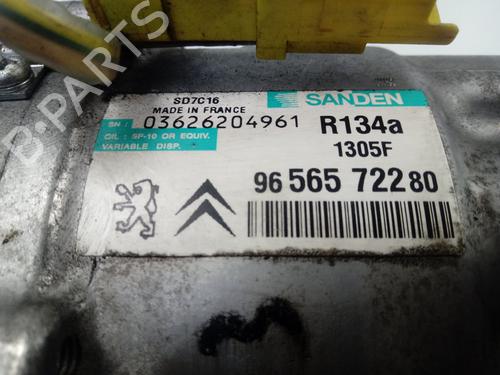 SD7C16
MADE IN FRANCE
SANDEN
SN : 03626204961
R134a
OIL : SP-10 OR EQUIV.
VARIABLE DISP.
1305F
96 565 722 80